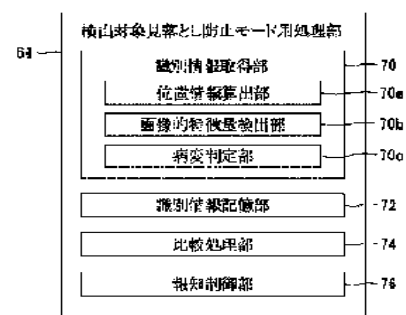 検出対象見落とし防止モード用処理部
64
識別情報取得部
70
位置情報算出部
70a
画像的特徴量検出部
70b
病変判定部
70c
識別情報記憶部
72
比較処理部
74
報知制御部
76